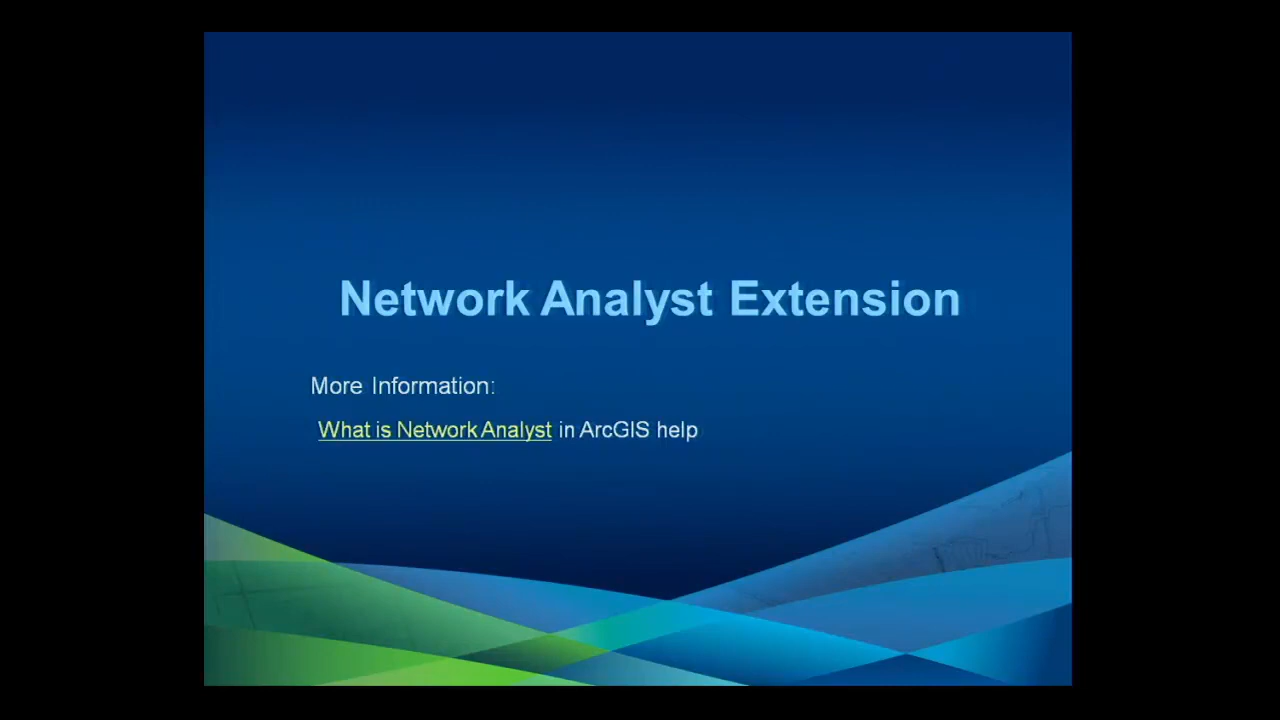 Network Analyst Extension
More Information:
What is Network Analyst in ArcGIS help